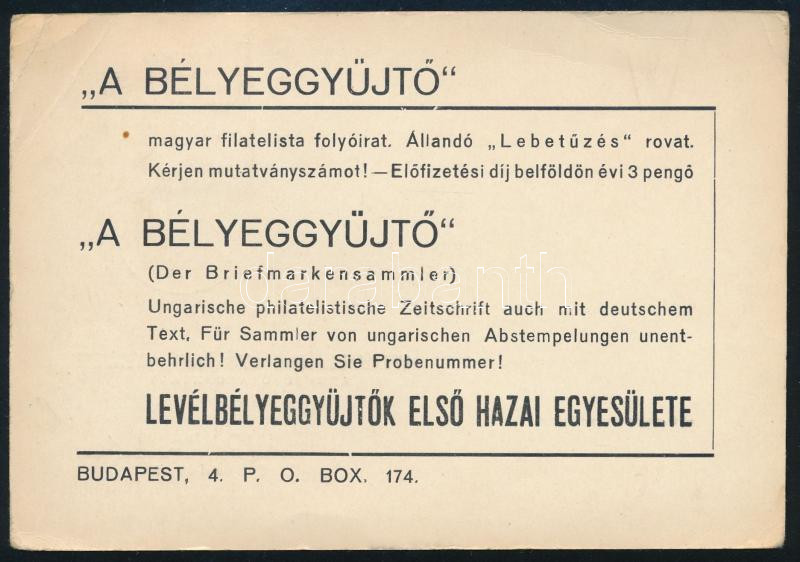 „A BÉLYEGGYÜJTŐ“
magyar filatelista folyóirat. Állandó „Lebetűzés“ rovat.
Kérjen mutatványszámot! — Előfizetési díj belföldön évi 3 pengő
„A BÉLYEGGYÜJTŐ“
(Der Briefmarkensammler)
Ungarische philatelistische Zeitschrift auch mit deutschem
Text. Für Sammler von ungarischen Abstempelungen unent-
behrlich! Verlangen Sie Probenummer!
LEVÉLBÉLYEGGYÜJTŐK ELSŐ HAZAI EGYESÜLETE
BUDAPEST, 4. P. O. BOX. 174.
darabanth